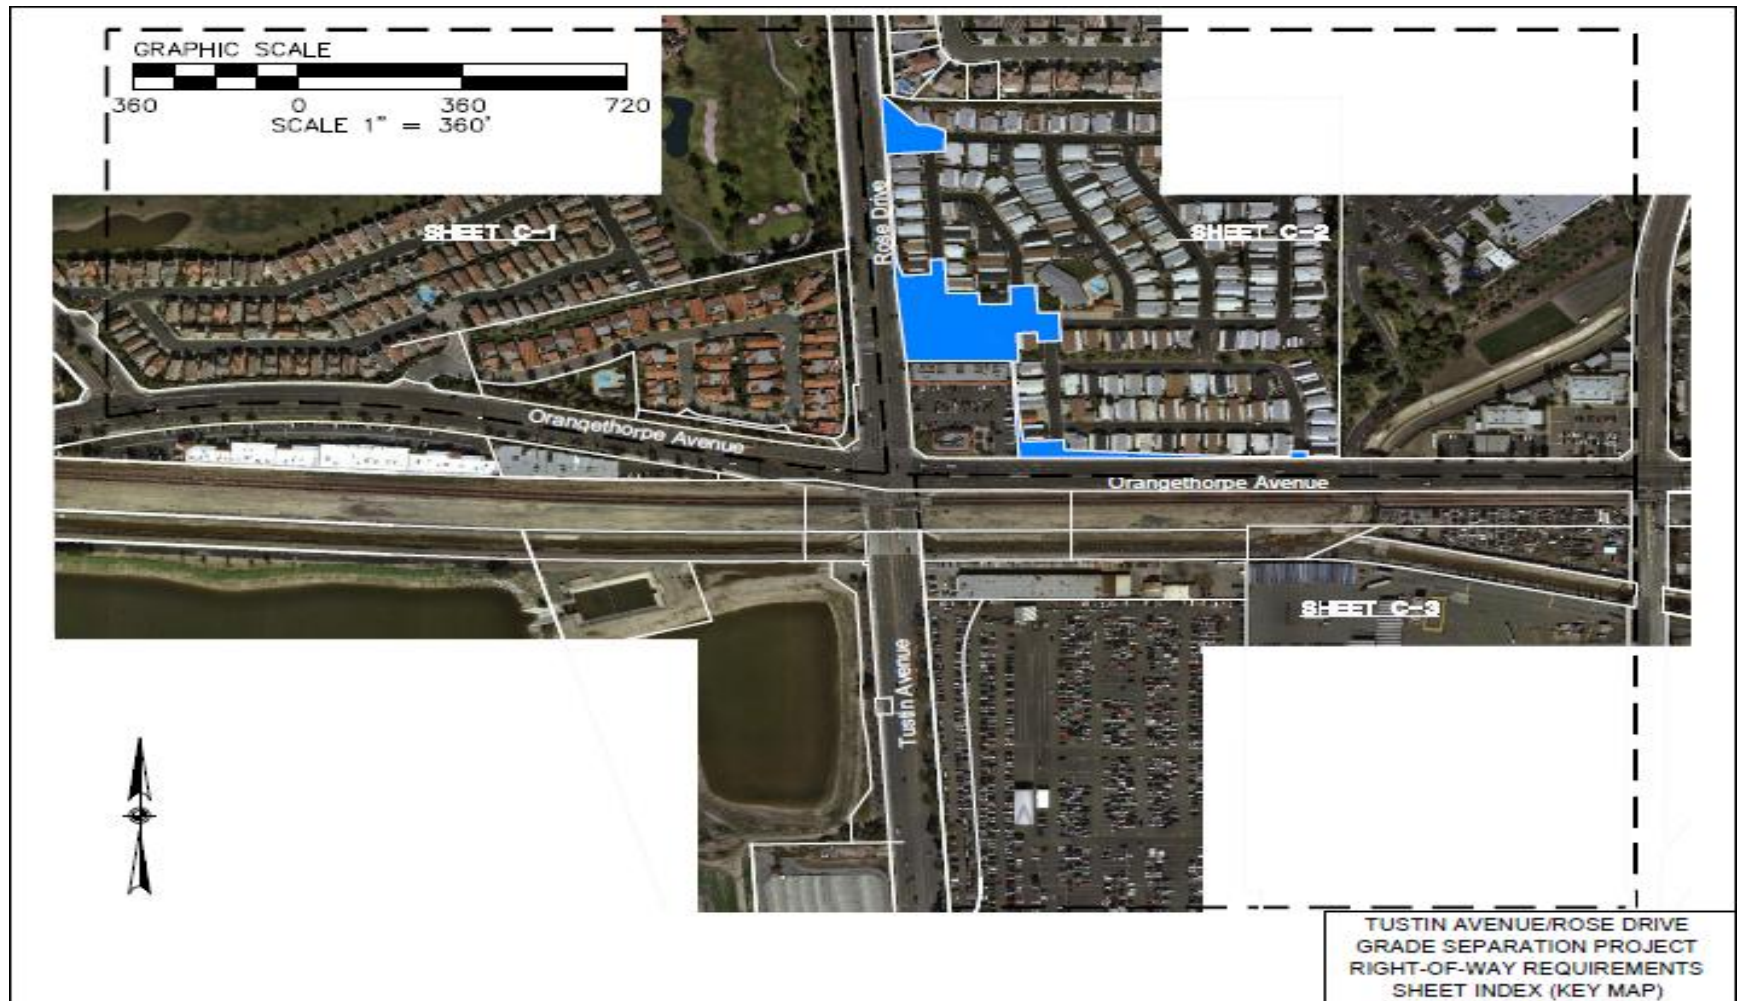 GRAPHIC SCALE
360 0 360 720
SCALE 1" = 360'
SHEET C-1
Rose Drive
SHEET C-2
Orangethorpe Avenue
Orangethorpe Avenue
SHEET C-3
Tustin Avenue
TUSTIN AVENUE/ROSE DRIVE
GRADE SEPARATION PROJECT
RIGHT-OF-WAY REQUIREMENTS
SHEET INDEX (KEY MAP)